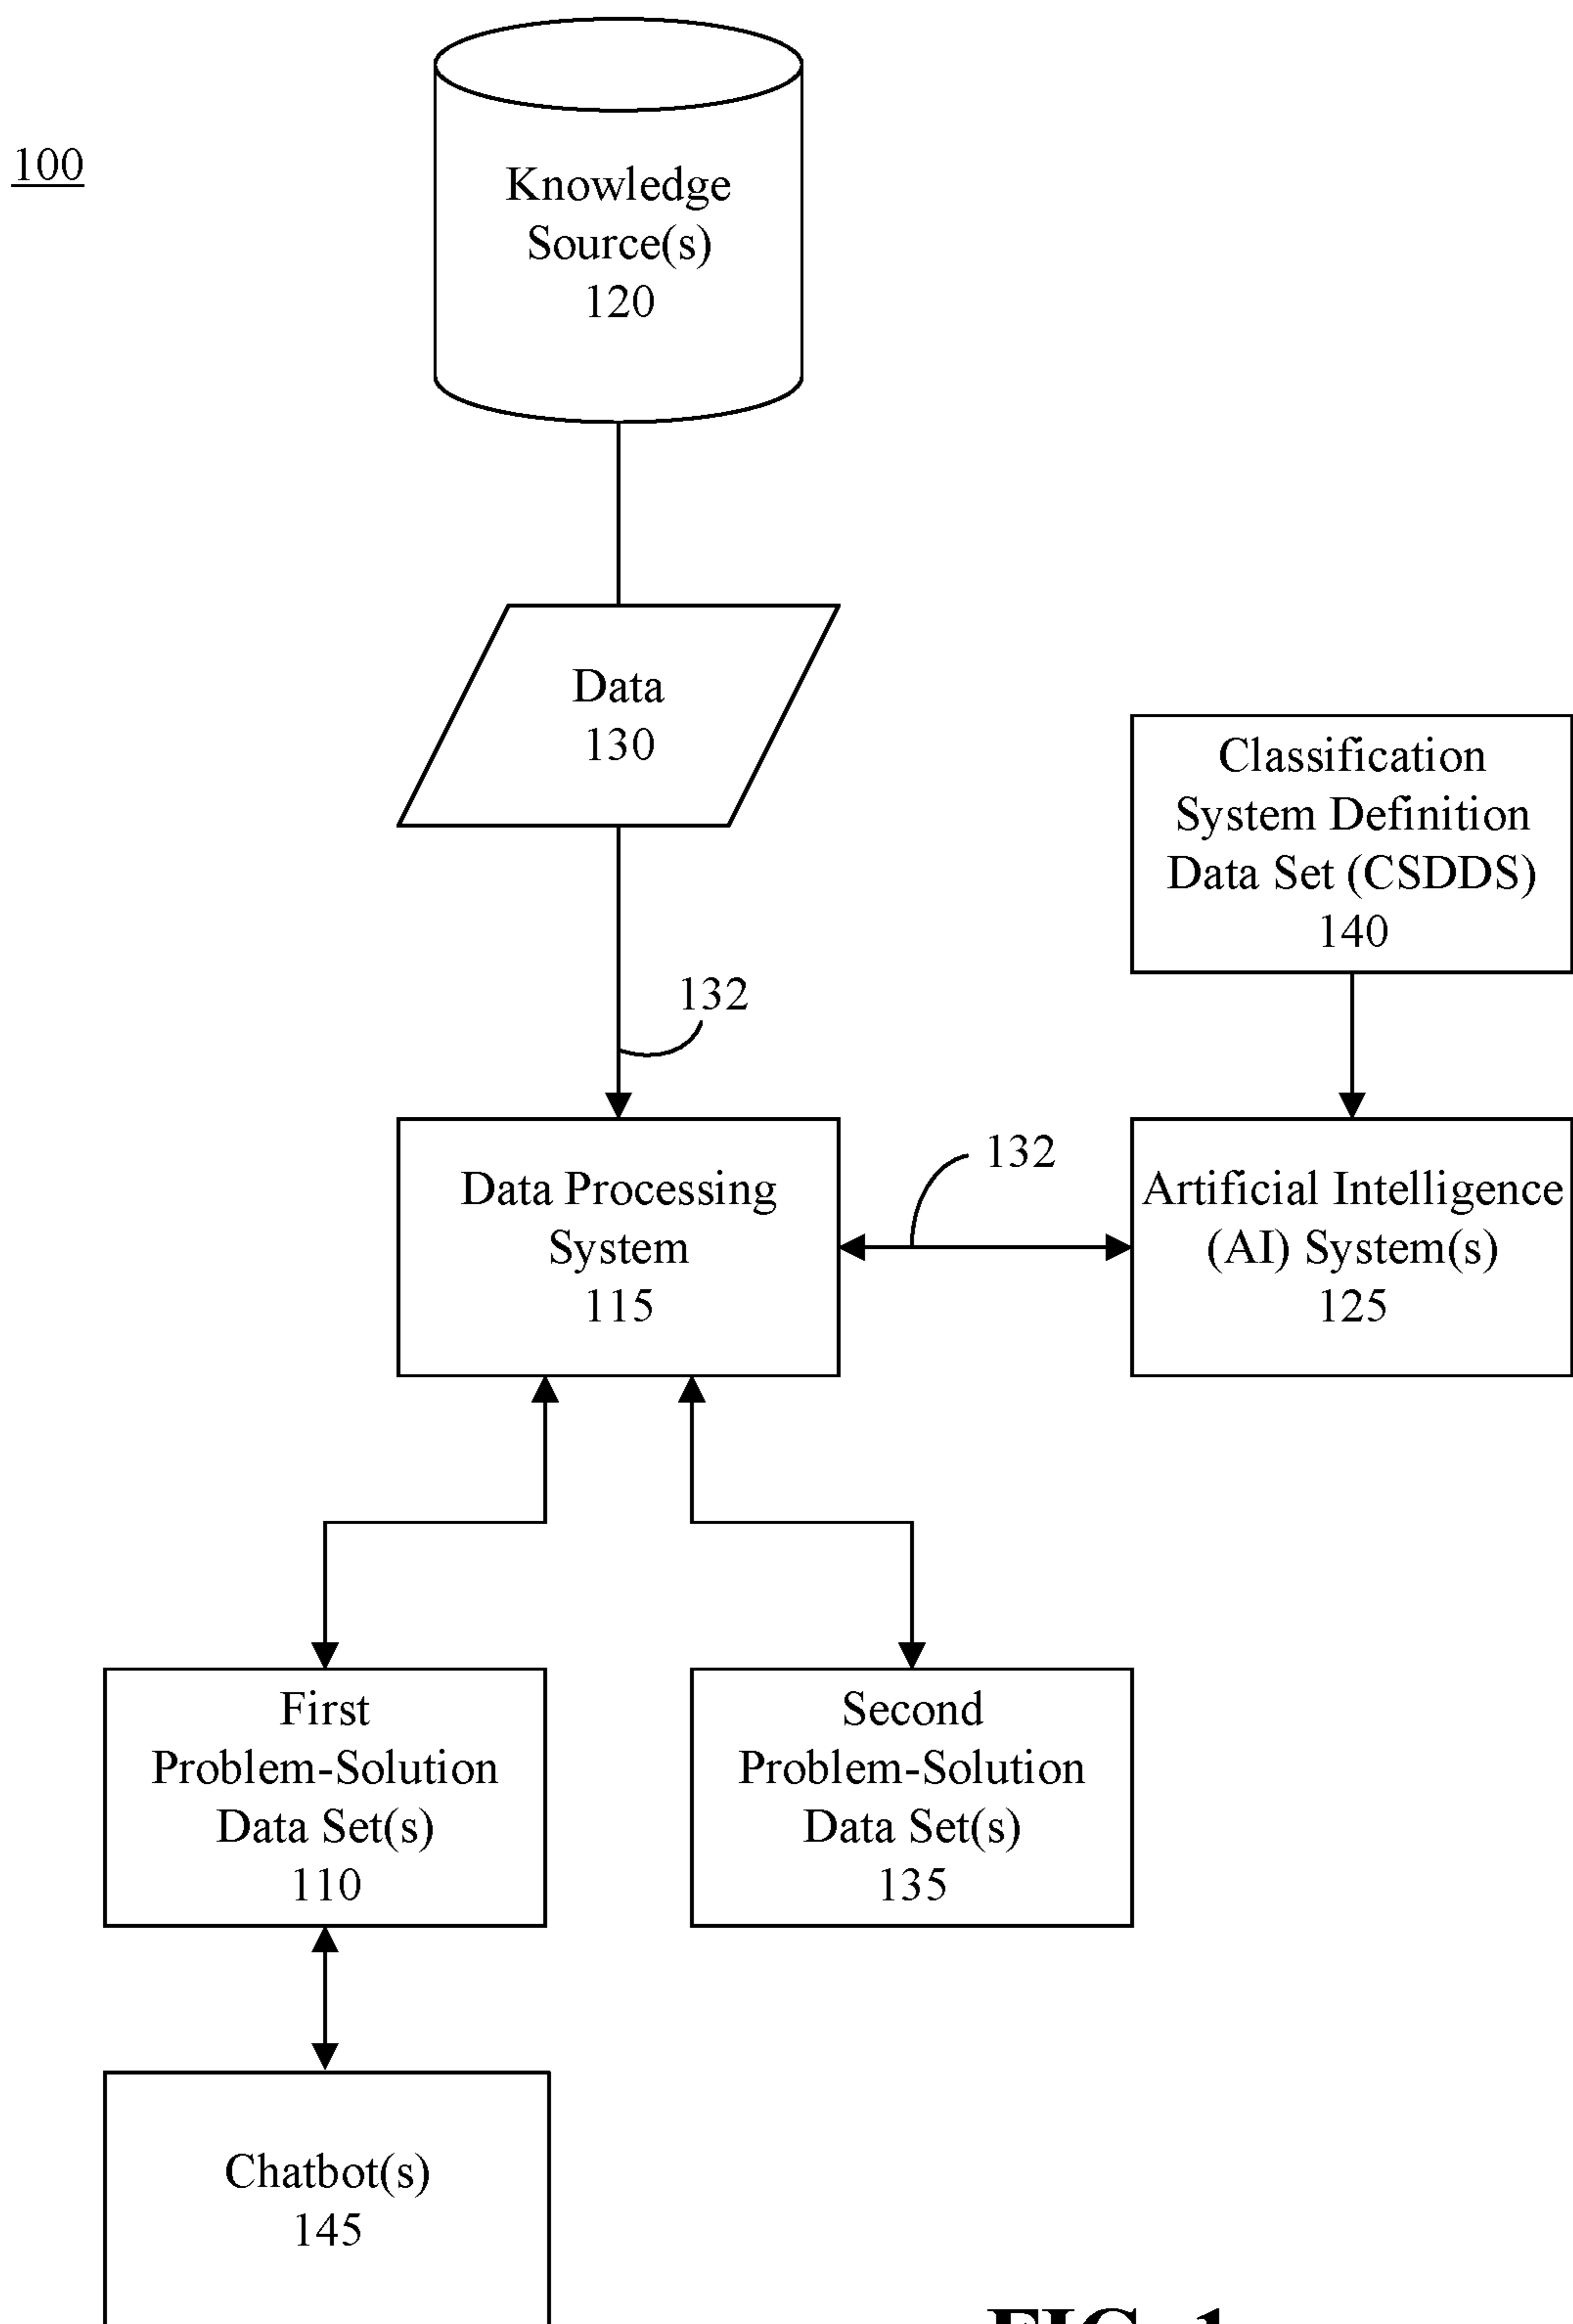 100
Knowledge
Source(s)
120
Data
130
Classification
System Definition
Data Set (CSDDS)
140
132
132
Data Processing
System
115
Artificial Intelligence
(AI) System(s)
125
First
Problem-Solution
Data Set(s)
110
Second
Problem-Solution
Data Set(s)
135
Chatbot(s)
145
FIG. 1